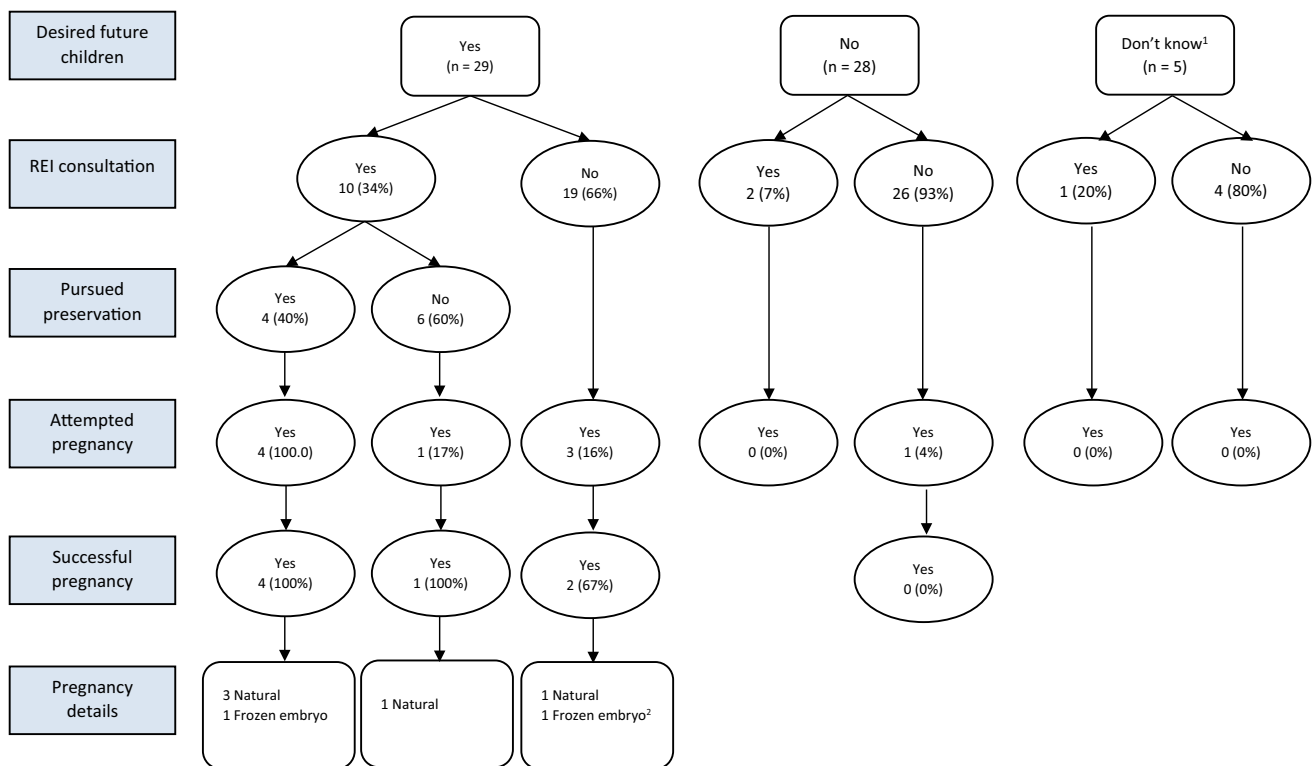 Desired future
children
Yes
(n = 29)
No
(n = 28)
Don't know¹
(n = 5)
REI consultation
Yes
10 (34%)
No
19 (66%)
Yes
2 (7%)
No
26 (93%)
Yes
1 (20%)
No
4 (80%)
Pursued
preservation
Yes
4 (40%)
No
6 (60%)
Attempted
pregnancy
Yes
4 (100.0)
Yes
1 (17%)
Yes
3 (16%)
Yes
0 (0%)
Yes
1 (4%)
Yes
0 (0%)
Yes
0 (0%)
Successful
pregnancy
Yes
4 (100%)
Yes
1 (100%)
Yes
2 (67%)
Yes
0 (0%)
Pregnancy
details
3 Natural
1 Frozen embryo
1 Natural
1 Natural
1 Frozen embryo²